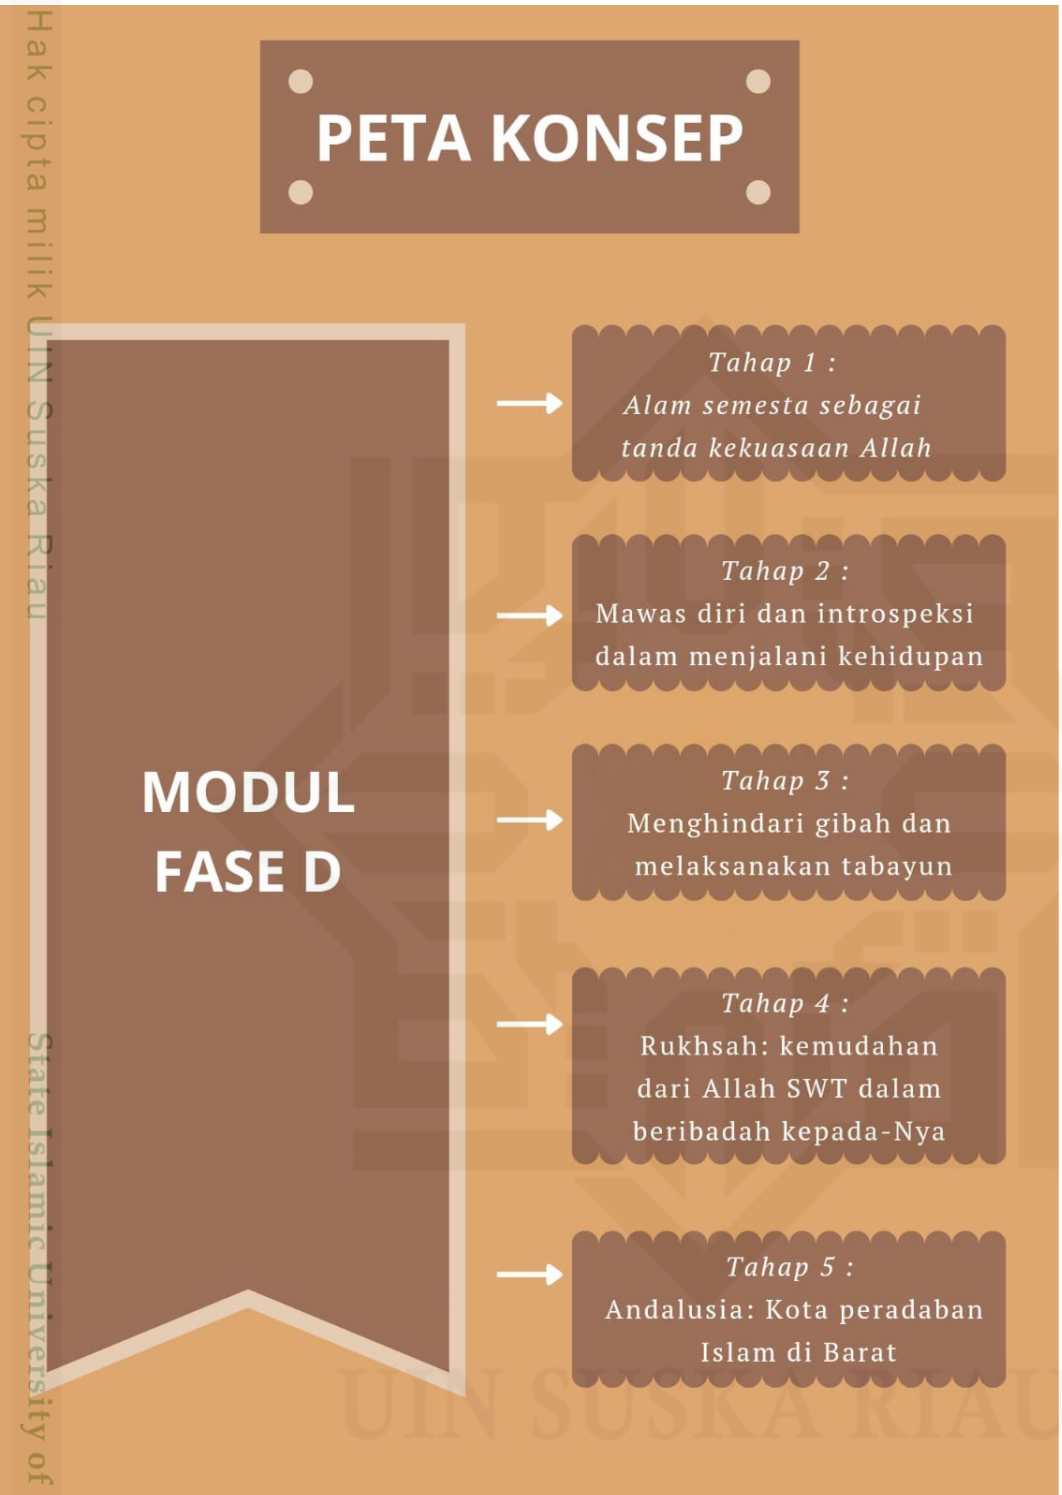 PETA KONSEP
MODUL
FASE D
Tahap 1 :
Alam semesta sebagai
tanda kekuasaan Allah
Tahap 2 :
Mawas diri dan introspeksi
dalam menjalani kehidupan
Tahap 3 :
Menghindari gibah dan
melaksanakan tabayun
Tahap 4 :
Rukhsah: kemudahan
dari Allah SWT dalam
beribadah kepada-Nya
Tahap 5 :
Andalusia: Kota peradaban
Islam di Barat
Hak cipta milik UIN Suska Riau
State Islamic University of
UIN SUSKA RIAU